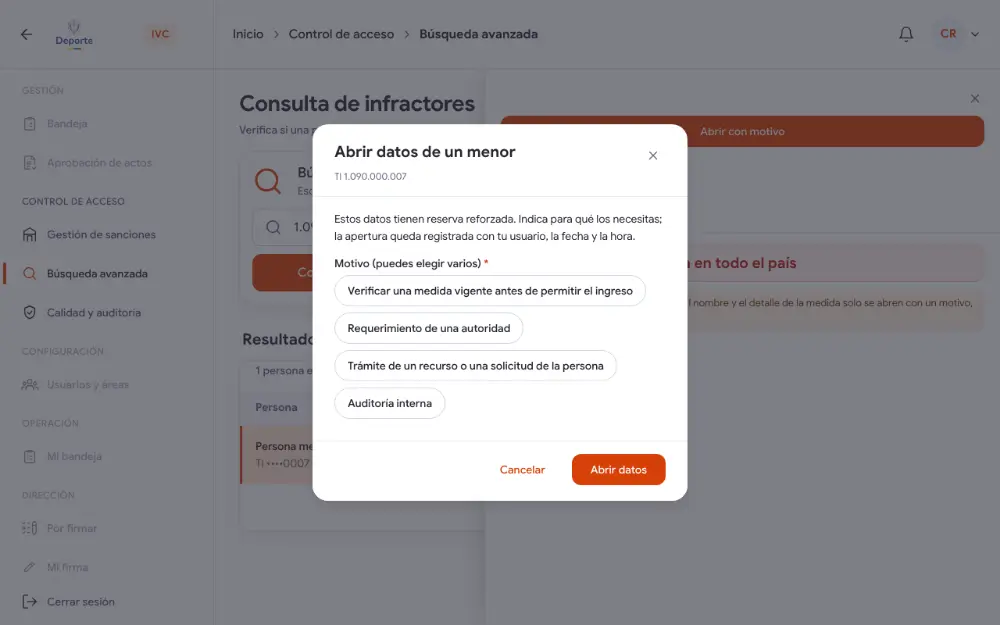 Deporte
IVC
Inicio > Control de acceso > Búsqueda avanzada
CR
GESTIÓN
Bandeja
Aprobación de actos
CONTROL DE ACCESO
Gestión de sanciones
Búsqueda avanzada
Calidad y auditoría
CONFIGURACIÓN
Usuarios y áreas
OPERACIÓN
Mi bandeja
DIRECCIÓN
Por firmar
Mi firma
Cerrar sesión
Consulta de infractores
Verifica si una
1 persona
Persona
Persona
TI ••••0007
Abrir con motivo
en todo el país
nombre y el detalle de la medida solo se abren con un motivo,
Abrir datos de un menor
TI 1.090.000.007
Estos datos tienen reserva reforzada. Indica para qué los necesitas;
la apertura queda registrada con tu usuario, la fecha y la hora.
Motivo (puedes elegir varios) *
Verificar una medida vigente antes de permitir el ingreso
Requerimiento de una autoridad
Trámite de un recurso o una solicitud de la persona
Auditoría interna
Cancelar
Abrir datos